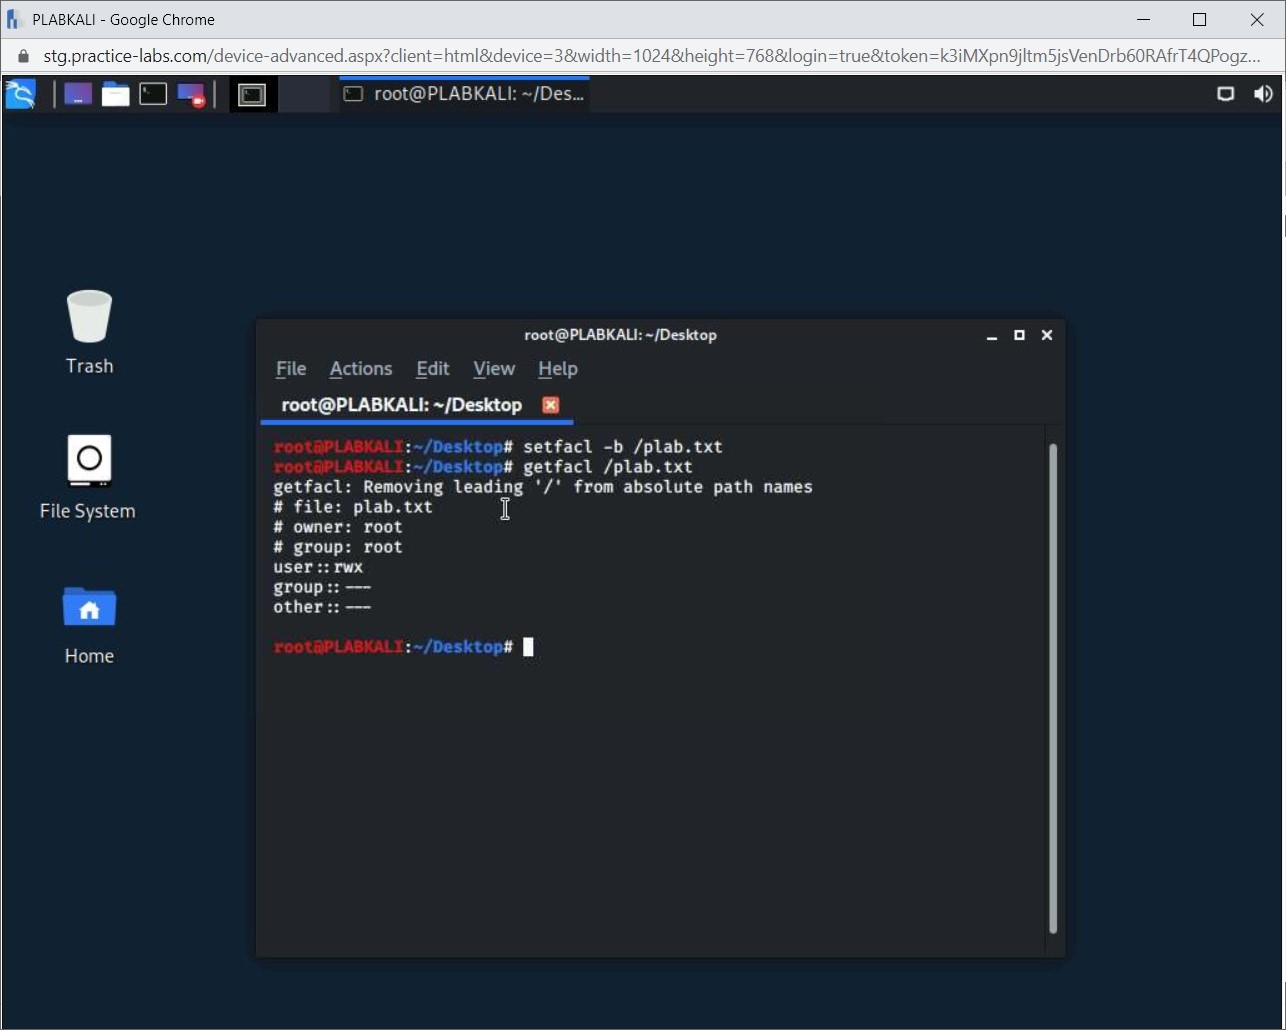 PLABKALI - Google Chrome
stg.practice-labs.com/device-advanced.aspx?client=html&device=3&width=1024&height=768&login=true&token=k3iMXpn9jltm5jsVenDrb60RAfrT4QPogz...
root@PLABKALI: ~/Des...
Trash
File System
Home
root@PLABKALI: ~/Desktop
File Actions Edit View Help
root@PLABKALI: ~/Desktop
root@PLABKALI:~/Desktop# setfacl -b /plab.txt
root@PLABKALI:~/Desktop# getfacl /plab.txt
getfacl: Removing leading '/' from absolute path names
# file: plab.txt
# owner: root
# group: root
user::rwx
group::---
other::---
root@PLABKALI:~/Desktop#